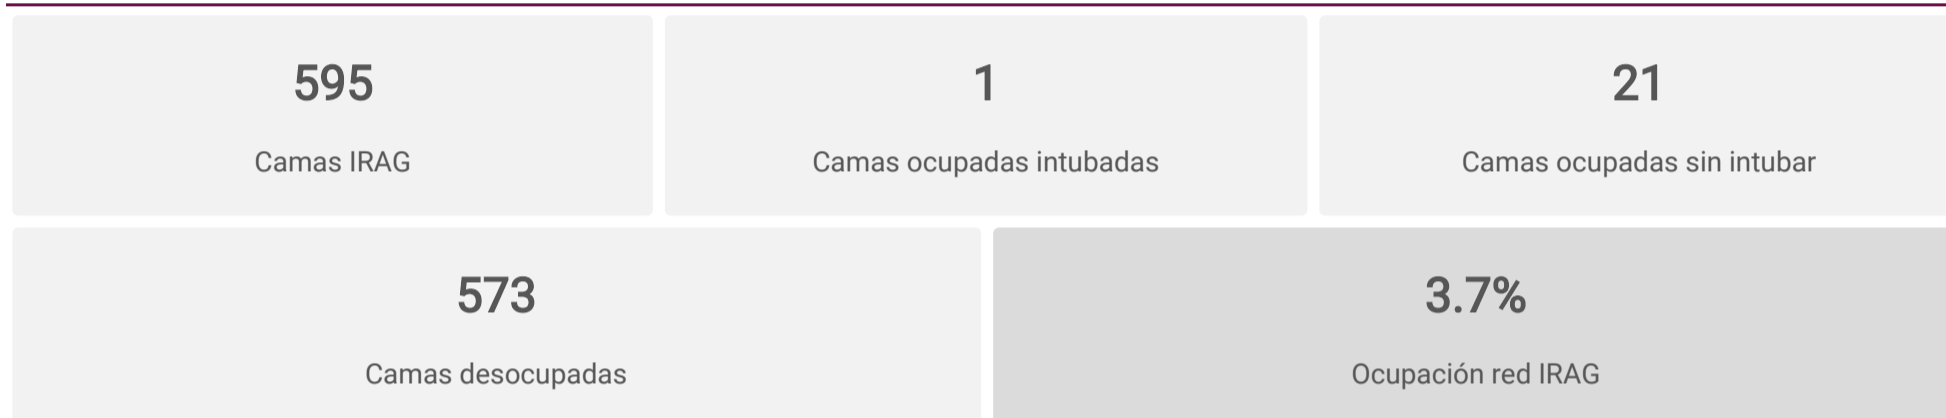 595
Camas IRAG
1
Camas ocupadas intubadas
21
Camas ocupadas sin intubar
573
Camas desocupadas
3.7%
Ocupación red IRAG